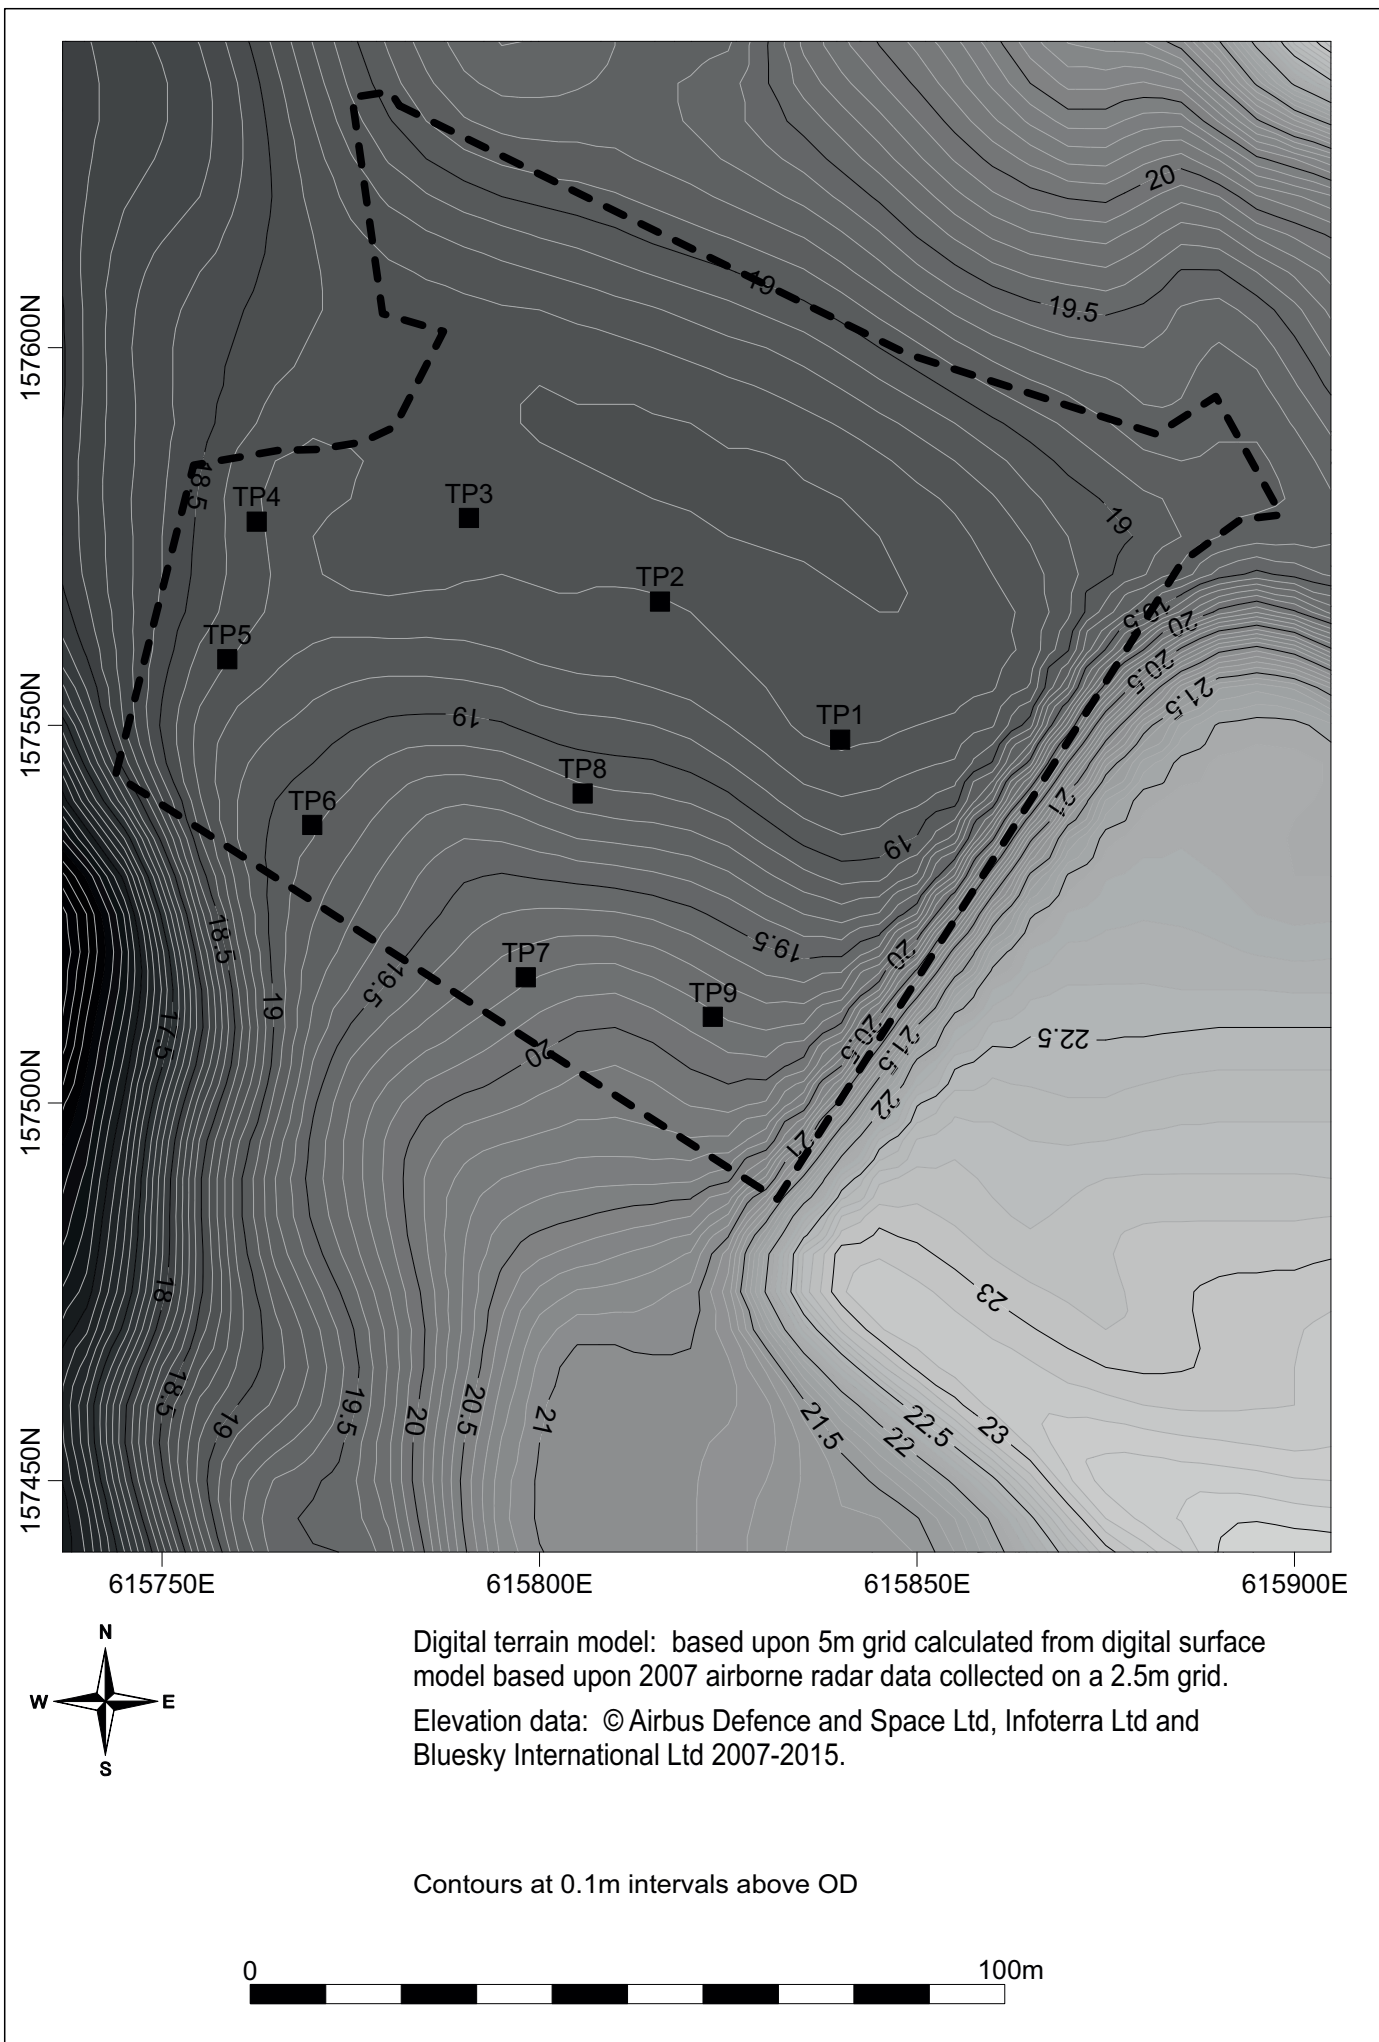 20
19
19.5
157600N
18.5
TP4
TP3
19
TP2
19.5
20
TP5
20.5
21.5
157550N
19
TP1
TP8
21
TP6
19
18.5
19.5
20
TP7
19.5
TP9
19
17.5
20.5
21.5
22.5
20
22
157500N
21
18
23
18.5
19
19.5
20
20.5
21
21.5
22.5
22
23
157450N
615750E
615800E
615850E
615900E
N
W
E
S
Digital terrain model: based upon 5m grid calculated from digital surface
model based upon 2007 airborne radar data collected on a 2.5m grid.
Elevation data: © Airbus Defence and Space Ltd, Infoterra Ltd and
Bluesky International Ltd 2007-2015.
Contours at 0.1m intervals above OD
0
100m